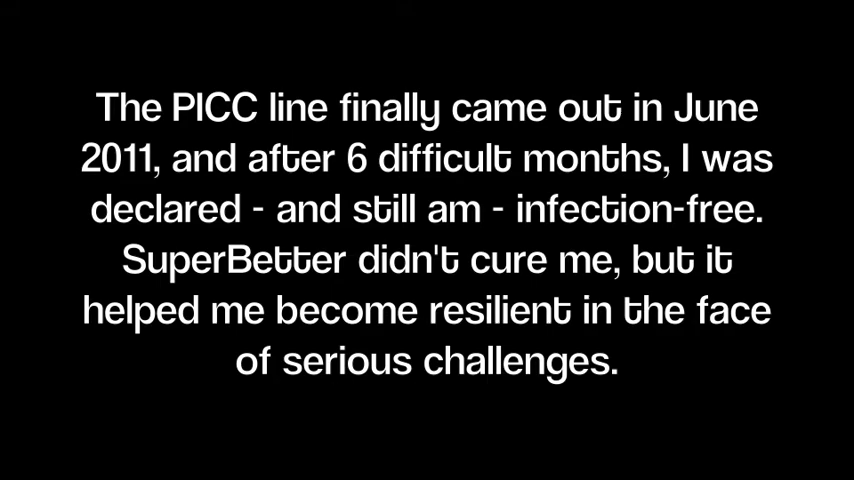 The PICC line finally came out in June
2011, and after 6 difficult months, I was
declared - and still am - infection-free.
SuperBetter didn't cure me, but it
helped me become resilient in the face
of serious challenges.